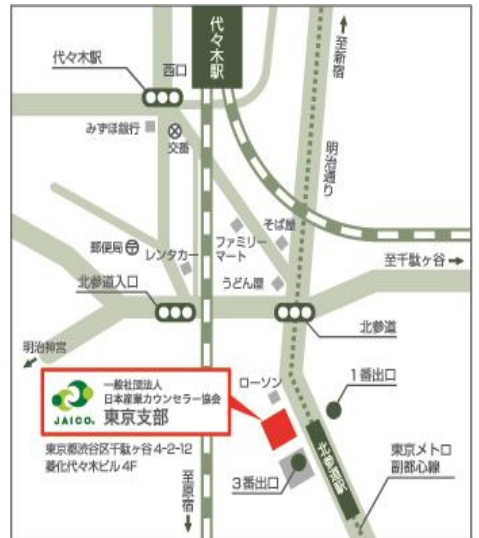 代々木駅
代々木駅
西口
至新宿
みずほ銀行
交番
明治通り
そば屋
ファミリー
マート
郵便局
レンタカー
至千駄ヶ谷
うどん屋
北参道入口
北参道
明治神宮
ローソン
1番出口
一般社団法人
日本産業カウンセラー協会
JAICO®
東京支部
東京都渋谷区千駄ヶ谷4-2-12
菱化代々木ビル4F
北参道駅
3番出口
至原宿
東京メトロ
副都心線